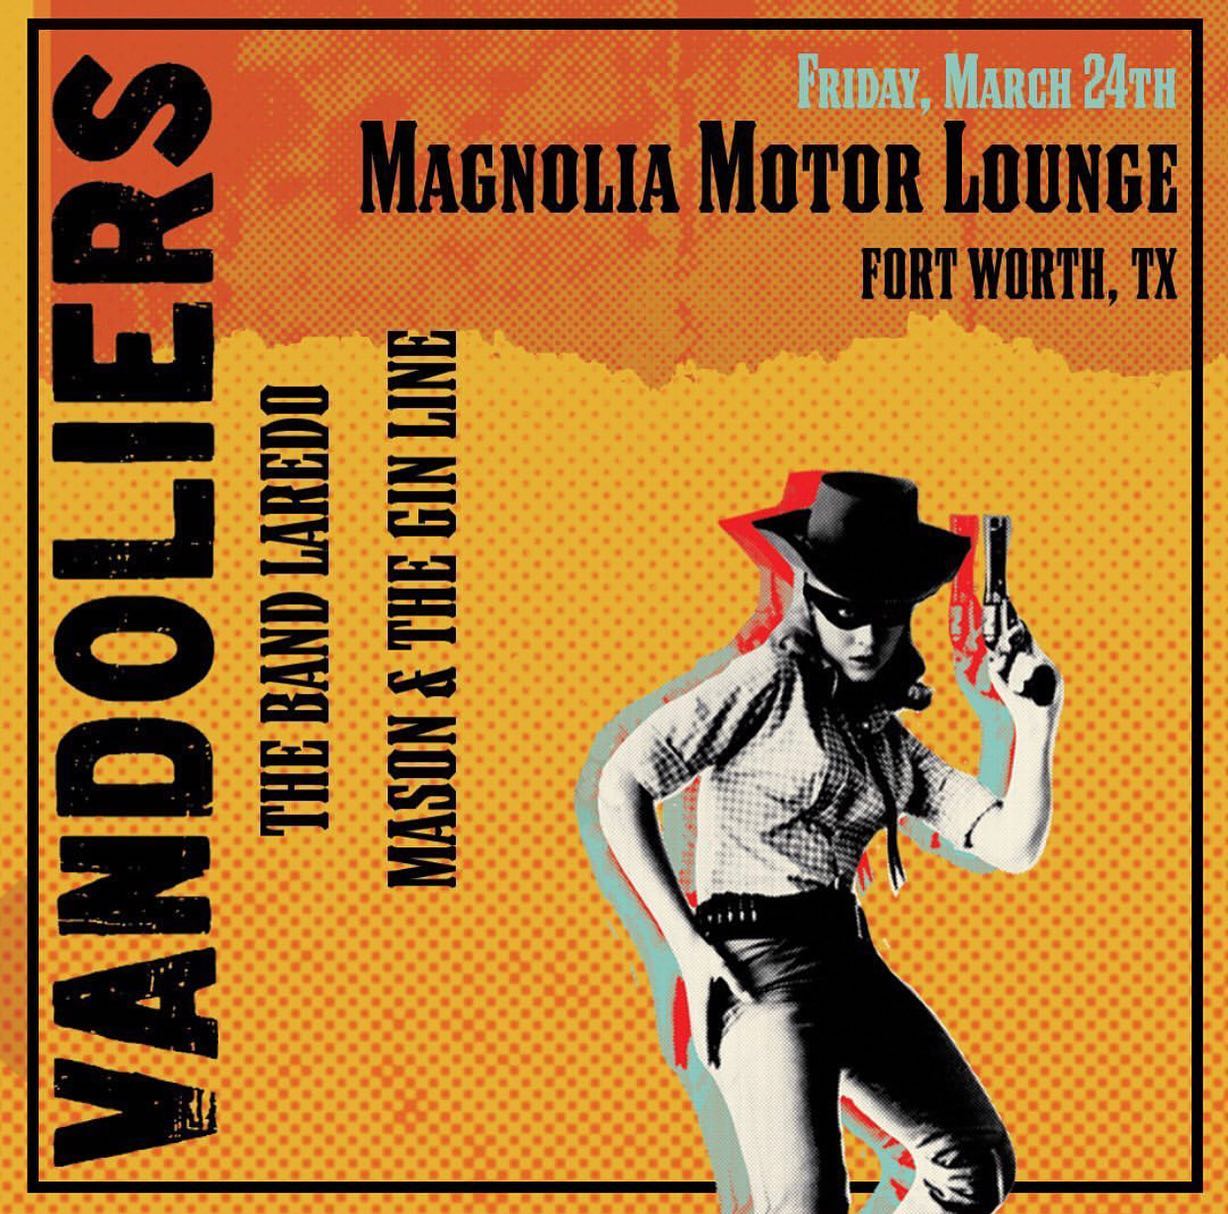 Friday, March 24th
Magnolia Motor Lounge
FORT WORTH, TX
VANDOLIERS
THE BAND LAREDO
MASON & THE GIN LINE